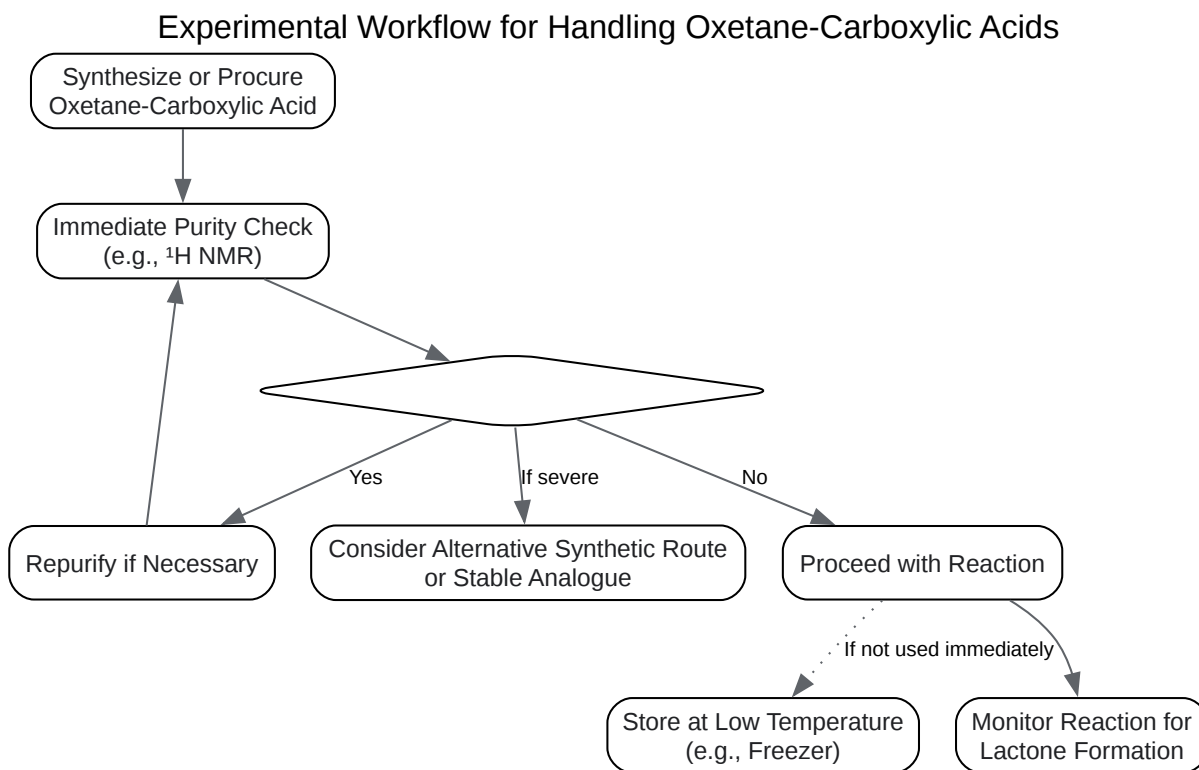 Experimental Workflow for Handling Oxetane-Carboxylic Acids
Synthesize or Procure
Oxetane-Carboxylic Acid
Immediate Purity Check
(e.g., ¹H NMR)
Yes
If severe
No
Repurify if Necessary
Consider Alternative Synthetic Route
or Stable Analogue
Proceed with Reaction
If not used immediately
Store at Low Temperature
(e.g., Freezer)
Monitor Reaction for
Lactone Formation